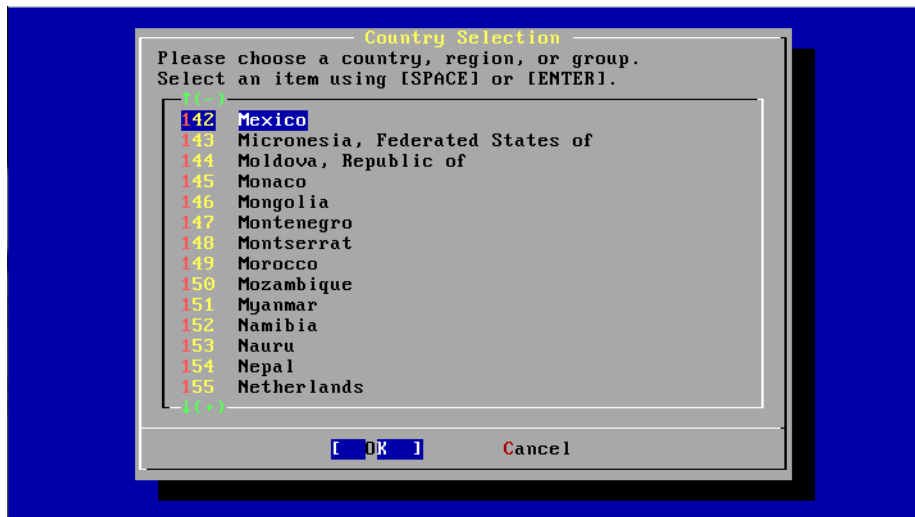 Country Selection
Please choose a country, region, or group.
Select an item using [SPACE] or [ENTER].
↑(-)
142 Mexico
143 Micronesia, Federated States of
144 Moldova, Republic of
145 Monaco
146 Mongolia
147 Montenegro
148 Montserrat
149 Morocco
150 Mozambique
151 Myanmar
152 Namibia
153 Nauru
154 Nepal
155 Netherlands
↓(+)
[ OK ] Cancel